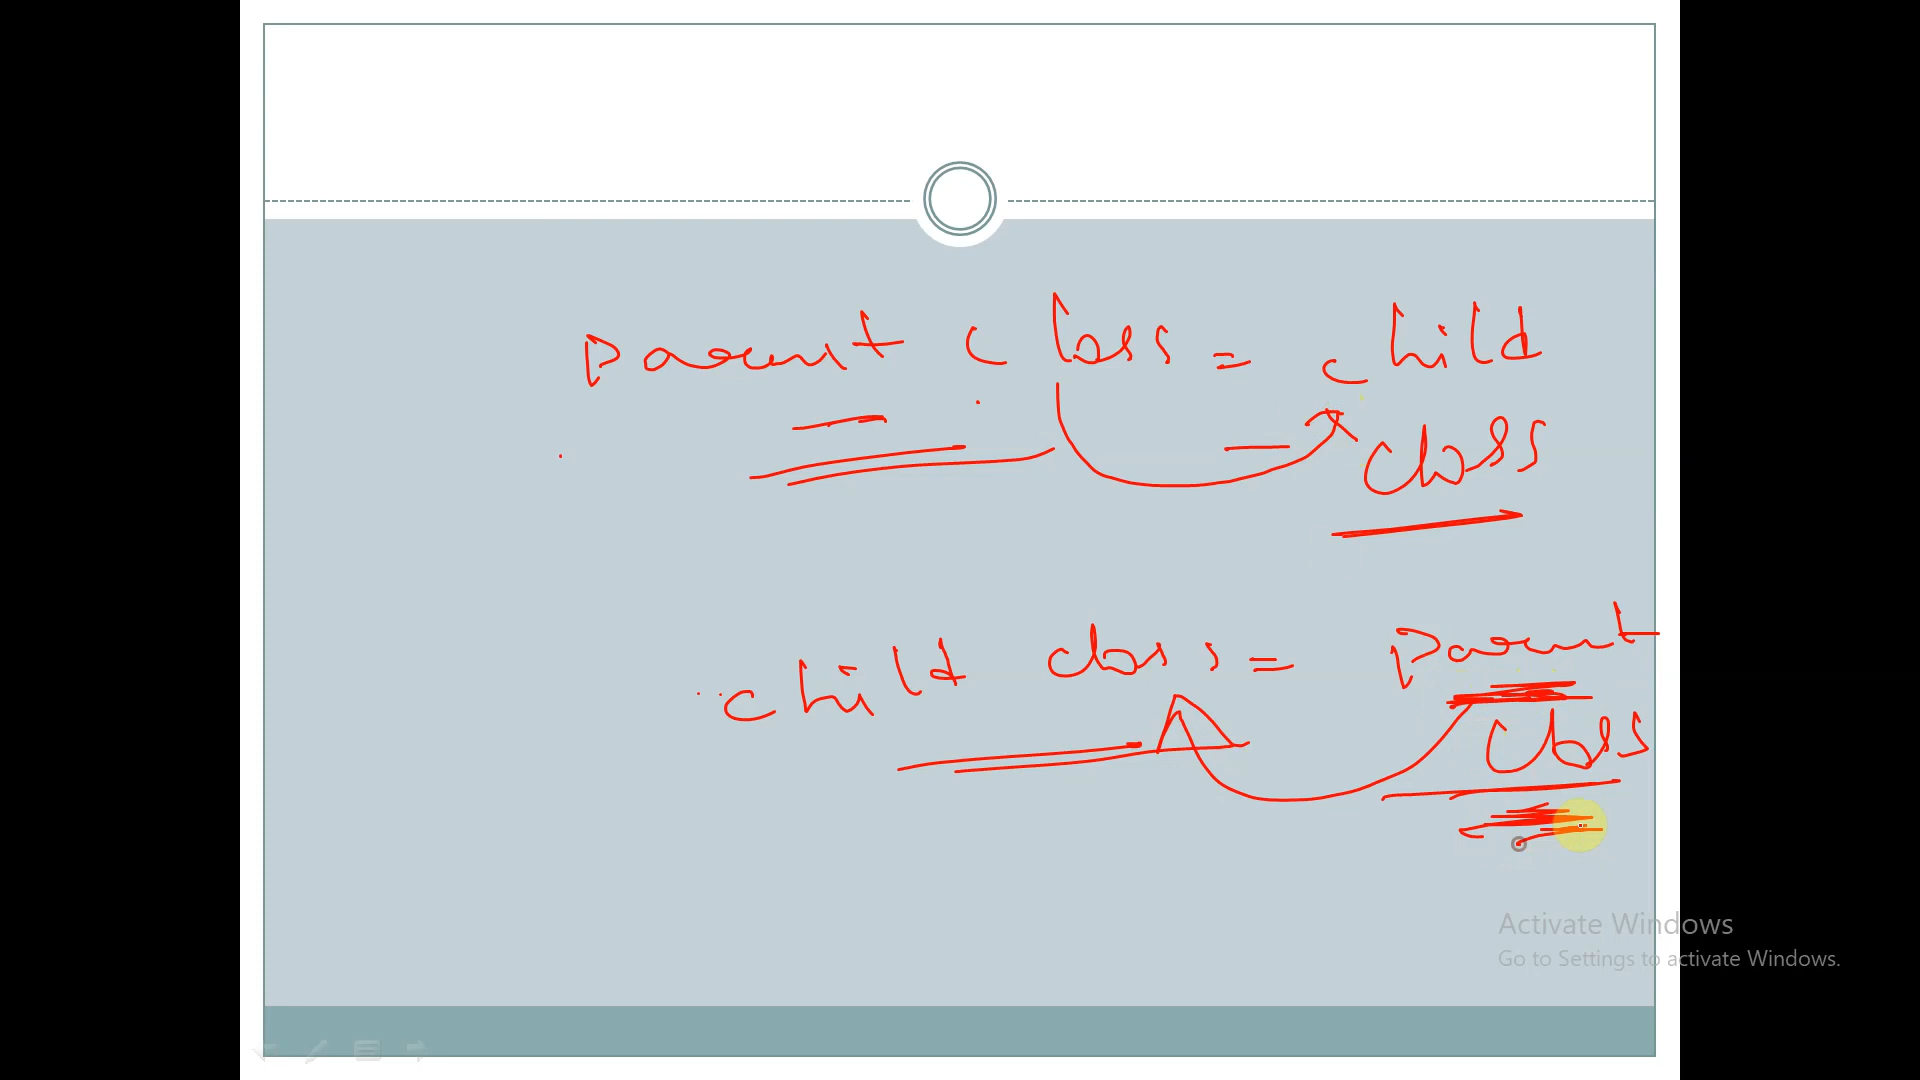 Parent class = child
class
child class = Parent
class
Activate Windows
Go to Settings to activate Windows.